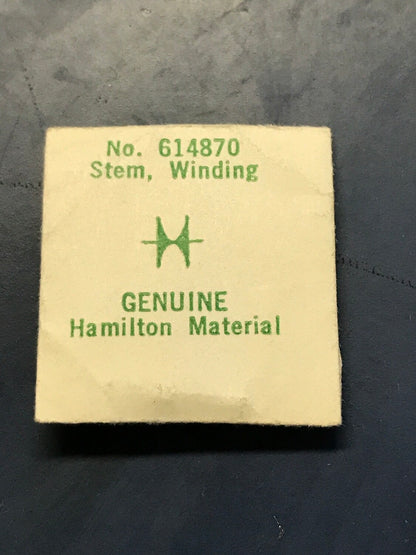 No. 614870
Stem, Winding
GENUINE
Hamilton Material